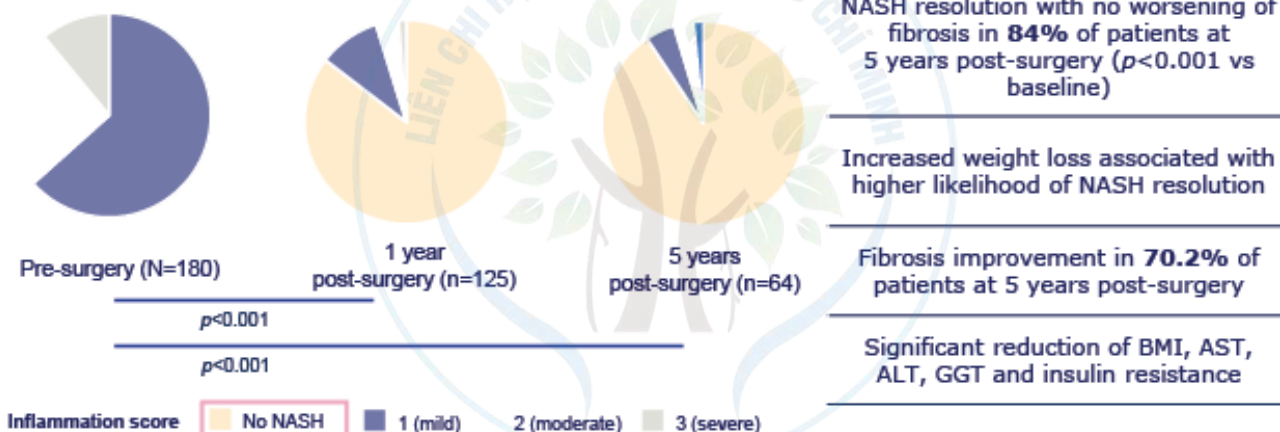 NASH resolution with no worsening of
fibrosis in 84% of patients at
5 years post-surgery (p<0.001 vs
baseline)
Increased weight loss associated with
higher likelihood of NASH resolution
Fibrosis improvement in 70.2% of
patients at 5 years post-surgery
Significant reduction of BMI, AST,
ALT, GGT and insulin resistance
Pre-surgery (N=180)
1 year
post-surgery (n=125)
5 years
post-surgery (n=64)
p<0.001
p<0.001
Inflammation score
No NASH
1 (mild)
2 (moderate)
3 (severe)
LIÊN CHI H
CHÍ MINH